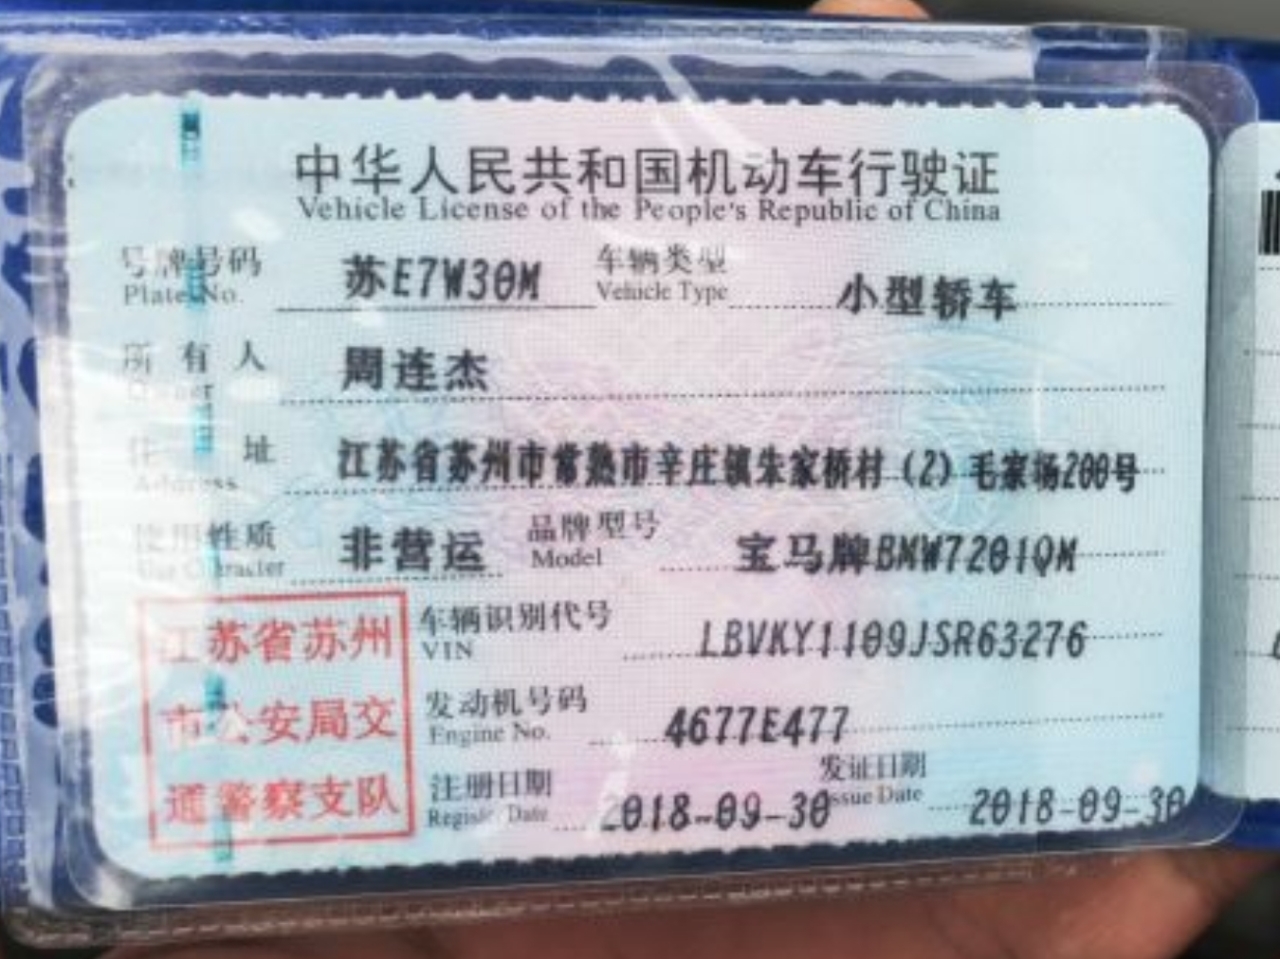 中华人民共和国机动车行驶证
Vehicle License of the People's Republic of China
号牌号码 苏E7W30M 车辆类型 小型轿车
Plate No. Vehicle Type
所有人 周连杰
Owner
住址 江苏省苏州市常熟市辛庄镇朱家桥村(2)毛家场200号
Address
使用性质 非营运 品牌型号 宝马牌BMW7201QM
Use Character Model
车辆识别代号 LBVKY1109JSR63276
VIN
发动机号码 4677E477
Engine No.
注册日期 2018-09-30 发证日期 2018-09-30
Register Date Issue Date
江苏省苏州
市公安局交
通警察支队